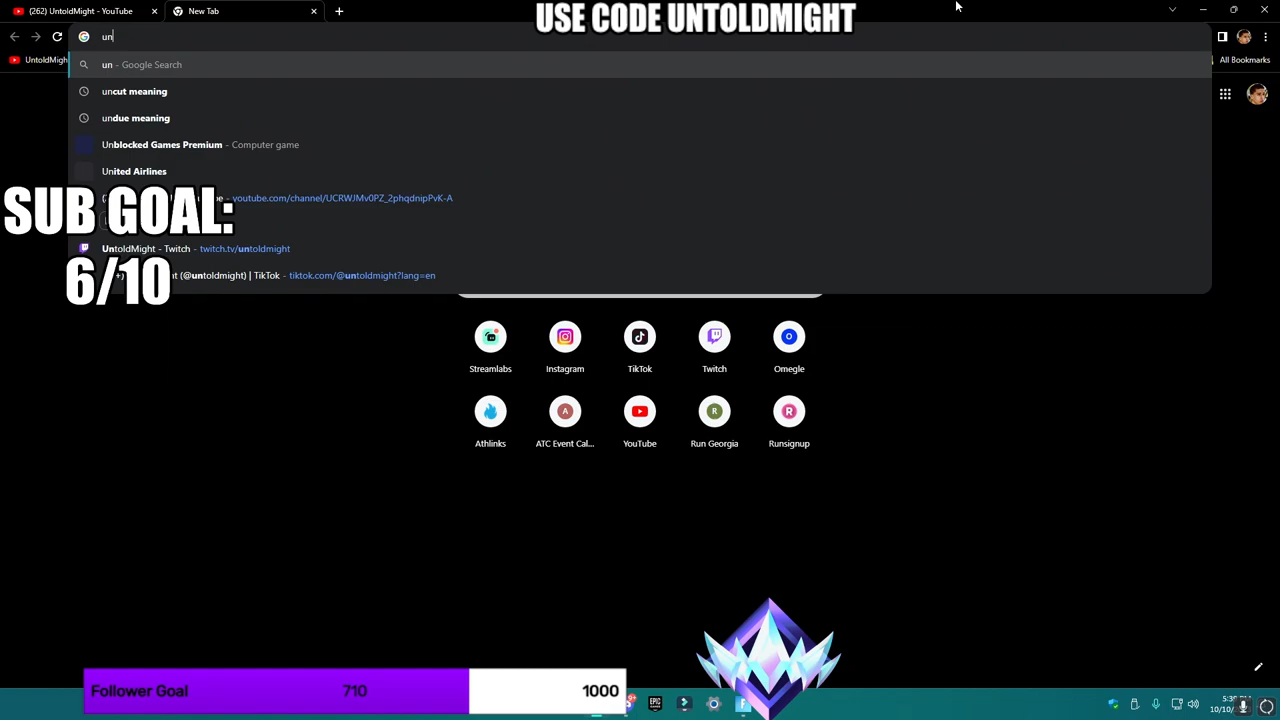 USE CODE UNTOLDMIGHT
(262) UntoldMight - YouTube
New Tab
un
UntoldMigh
All Bookmarks
un - Google Search
uncut meaning
undue meaning
Unblocked Games Premium - Computer game
United Airlines
youtube.com/channel/UCRWJMv0PZ_2phqdnipPvK-A
SUB GOAL:
6/10
UntoldMight - Twitch - twitch.tv/untoldmight
(@untoldmight) | TikTok - tiktok.com/@untoldmight?lang=en
Streamlabs
Instagram
TikTok
Twitch
O
Omegle
Athlinks
A
ATC Event Cal...
YouTube
R
Run Georgia
R
Runsignup
Follower Goal 710 1000
EPIC
F